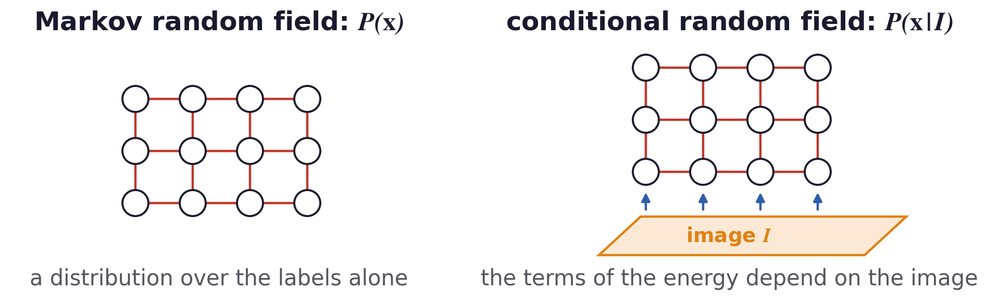 Markov random field: P(x)
conditional random field: P(x|I)
image I
a distribution over the labels alone
the terms of the energy depend on the image